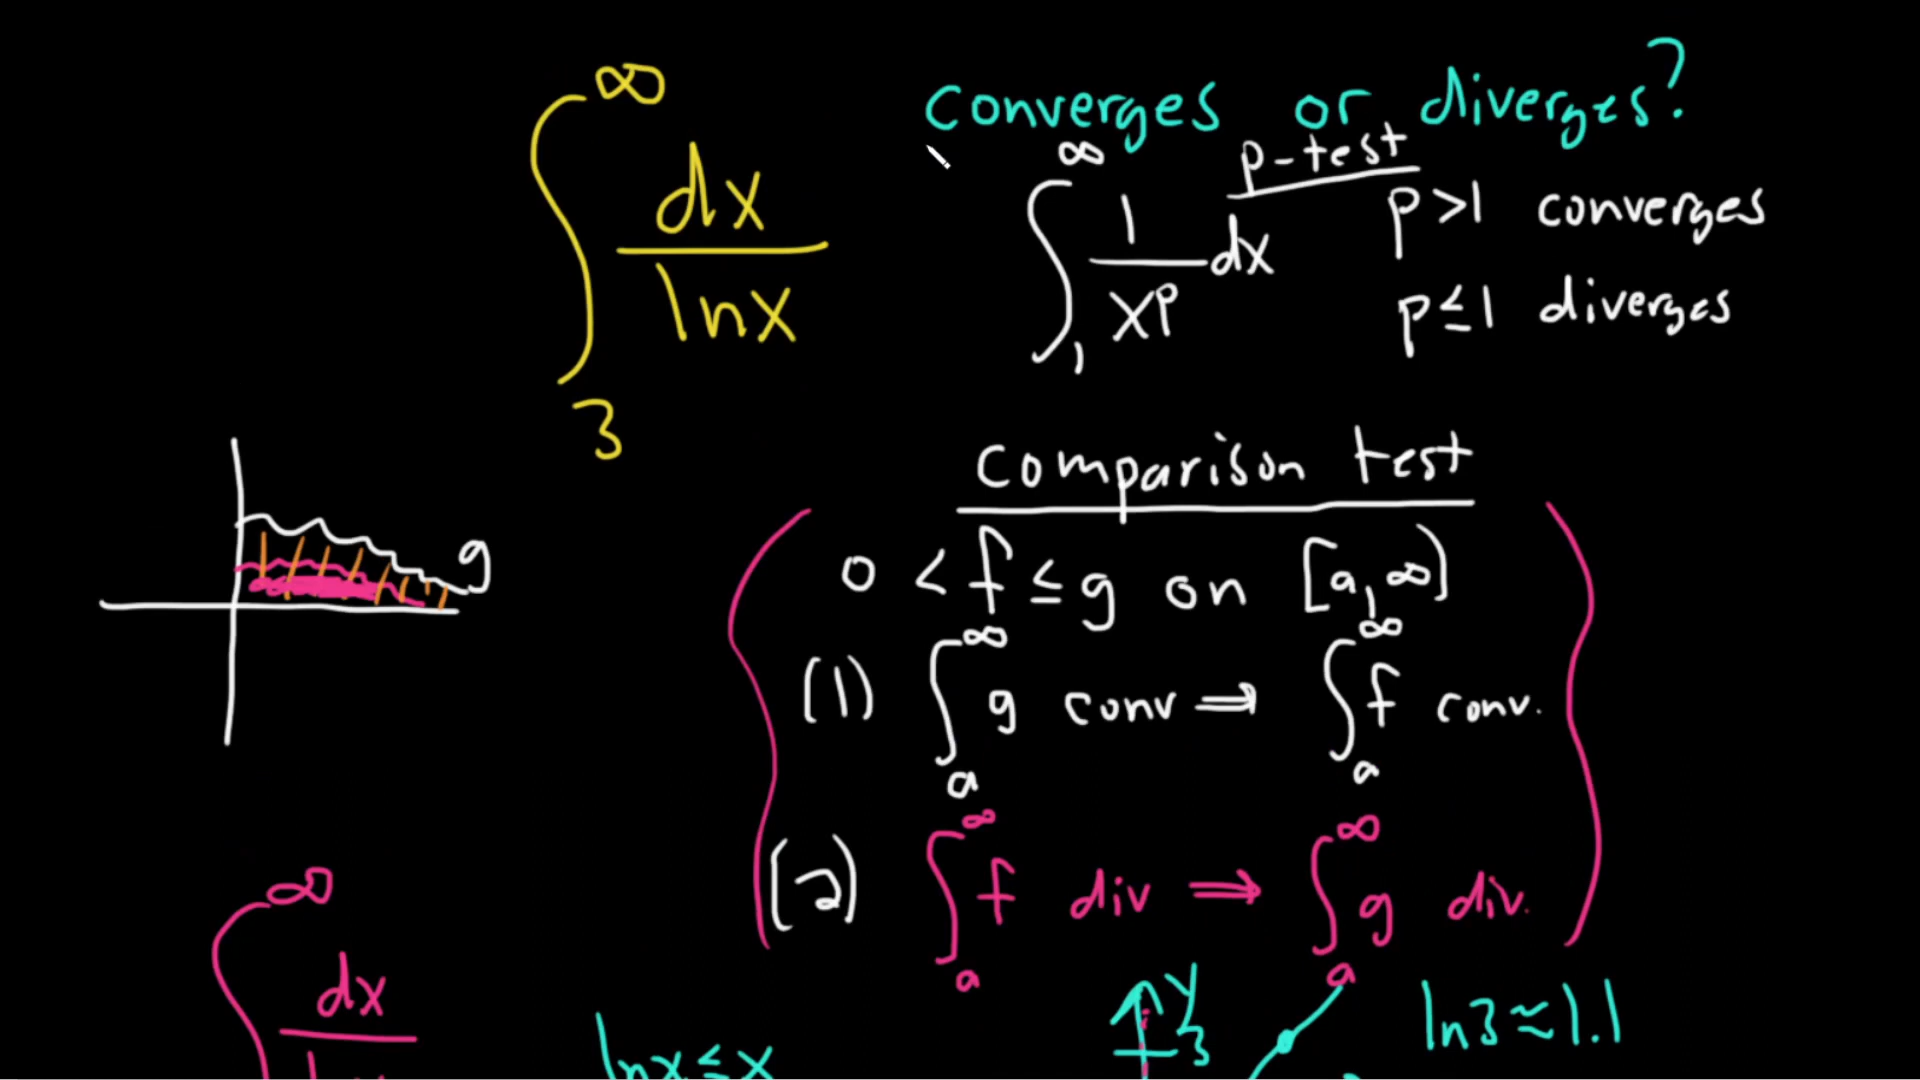 ∫₃^∞ dx/lnx converges or diverges?
p-test
∫₁^∞ 1/x^p dx
p>1 converges
p≤1 diverges
comparison test
0 < f ≤ g on [a,∞)
(1) ∫ₐ^∞ g conv ⇒ ∫ₐ^∞ f conv.
(2) ∫ₐ^∞ f div ⇒ ∫ₐ^∞ g div.
g
∫^∞ dx
lnx ≤ x
y
3
ln3≈1.1